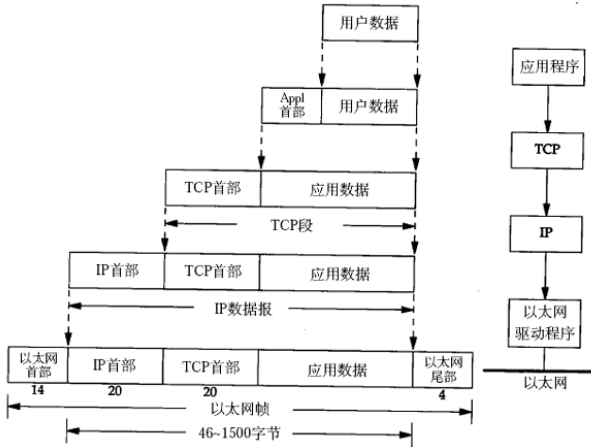 用户数据
应用程序
Appl
首部
用户数据
TCP
TCP首部
应用数据
TCP段
IP
IP首部
TCP首部
应用数据
IP数据报
以太网
驱动程序
以太网
首部
IP首部
TCP首部
应用数据
以太网
尾部
以太网
14
20
20
4
以太网帧
46~1500字节